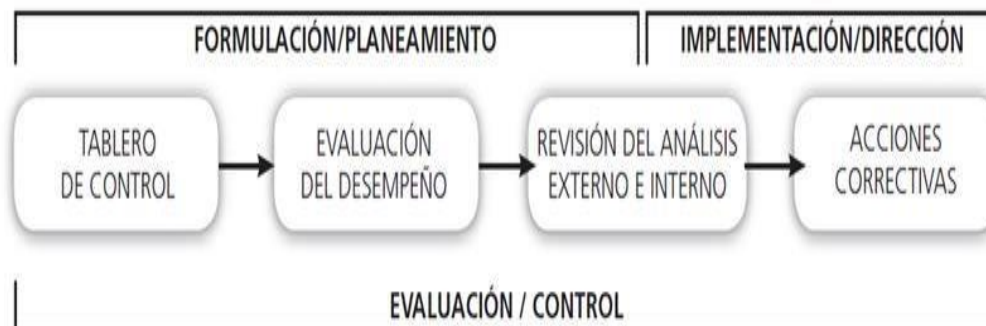 FORMULACIÓN/PLANEAMIENTO
IMPLEMENTACIÓN/DIRECCIÓN
TABLERO
DE CONTROL
EVALUACIÓN
DEL DESEMPEÑO
REVISIÓN DEL ANÁLISIS
EXTERNO E INTERNO
ACCIONES
CORRECTIVAS
EVALUACIÓN / CONTROL